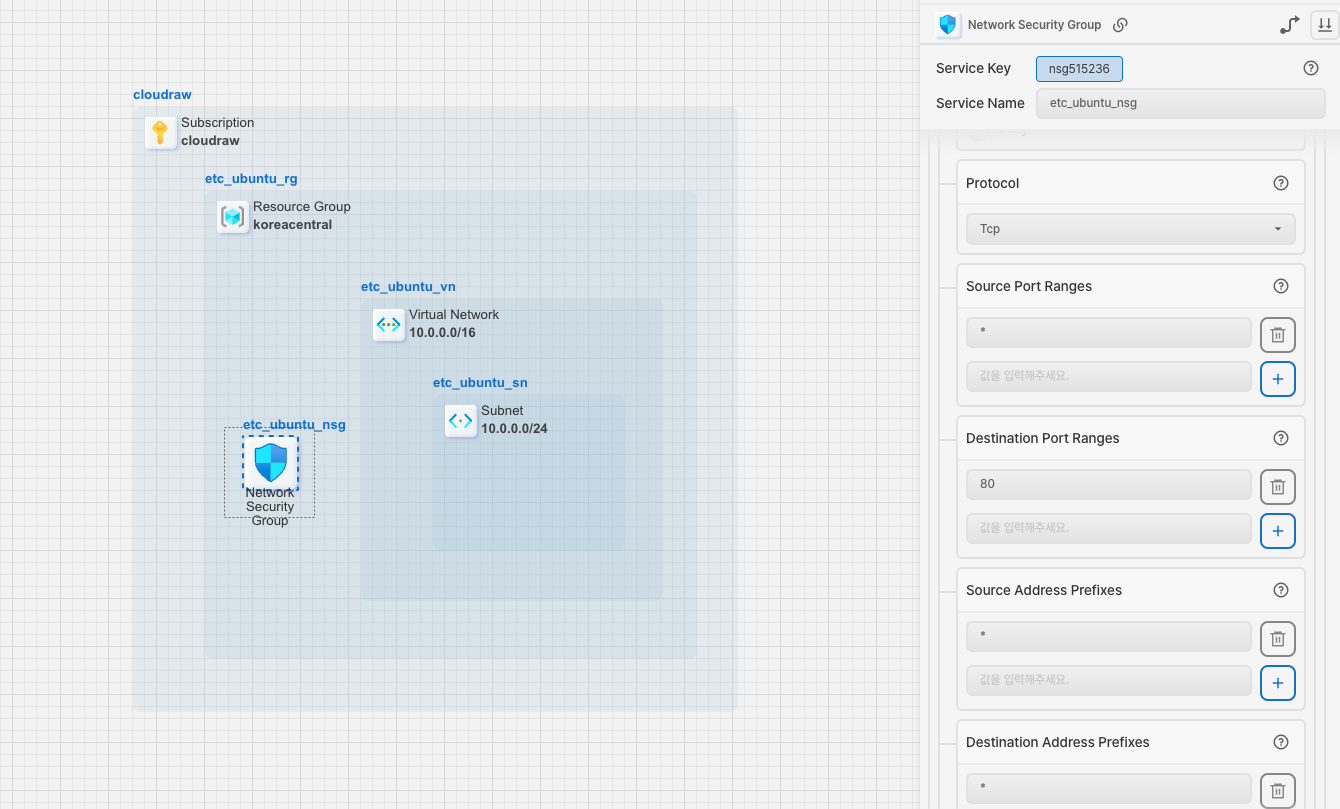 cloudraw
Subscription
cloudraw
etc_ubuntu_rg
Resource Group
koreacentral
etc_ubuntu_vn
Virtual Network
10.0.0.0/16
etc_ubuntu_sn
Subnet
10.0.0.0/24
etc_ubuntu_nsg
Network
Security
Group
Network Security Group
Service Key
nsg515236
Service Name
etc_ubuntu_nsg
Protocol
Tcp
Source Port Ranges
*
값을 입력해주세요.
Destination Port Ranges
80
값을 입력해주세요.
Source Address Prefixes
*
값을 입력해주세요.
Destination Address Prefixes
*